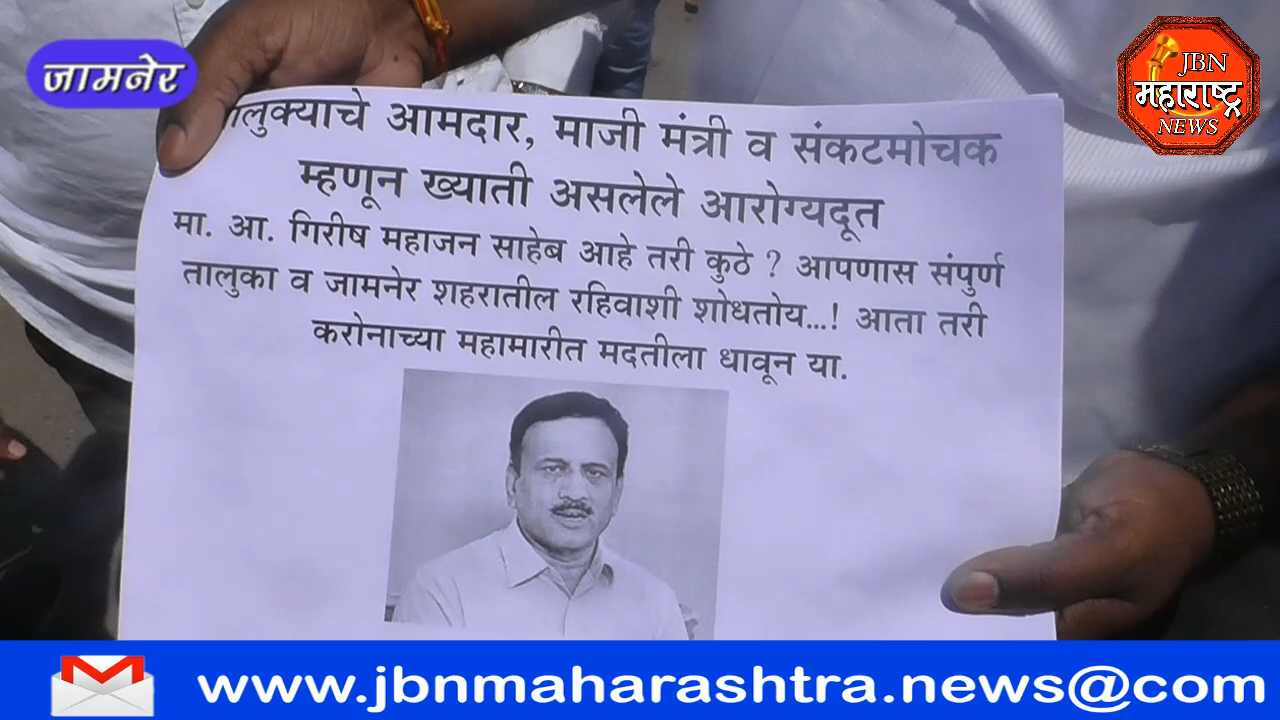 जामनेर
JBN
महाराष्ट्र
NEWS
लुक्याचे आमदार, माजी मंत्री व संकटमोचक
म्हणून ख्याती असलेले आरोग्यदूत
मा. आ. गिरीष महाजन साहेब आहे तरी कुठे ? आपणास संपुर्ण
तालुका व जामनेर शहरातील रहिवाशी शोधतोय...! आता तरी
करोनाच्या महामारीत मदतीला धावून या.
www.jbnmaharashtra.news@com